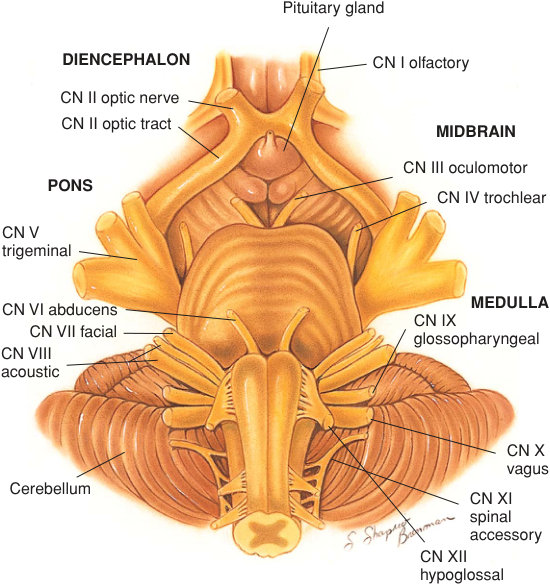 Pituitary gland
DIENCEPHALON
CN I olfactory
CN II optic nerve
CN II optic tract
MIDBRAIN
CN III oculomotor
PONS
CN IV trochlear
CN V
trigeminal
MEDULLA
CN VI abducens
CN IX
glossopharyngeal
CN VII facial
CN VIII
acoustic
CN X
vagus
Cerebellum
CN XI
spinal
accessory
S Shapiro
Brennman
CN XII
hypoglossal